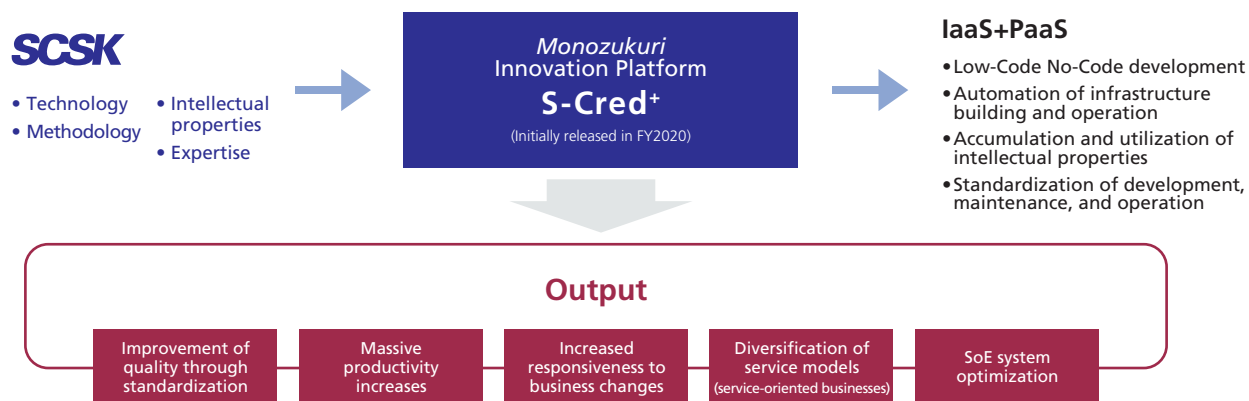 SCSK
• Technology
• Methodology
• Intellectual
properties
• Expertise
Monozukuri
Innovation Platform
S-Cred+
(Initially released in FY2020)
IaaS+PaaS
•Low-Code No-Code development
•Automation of infrastructure
building and operation
•Accumulation and utilization of
intellectual properties
•Standardization of development,
maintenance, and operation
Output
Improvement of
quality through
standardization
Massive
productivity
increases
Increased
responsiveness to
business changes
Diversification of
service models
(service-oriented businesses)
SoE system
optimization